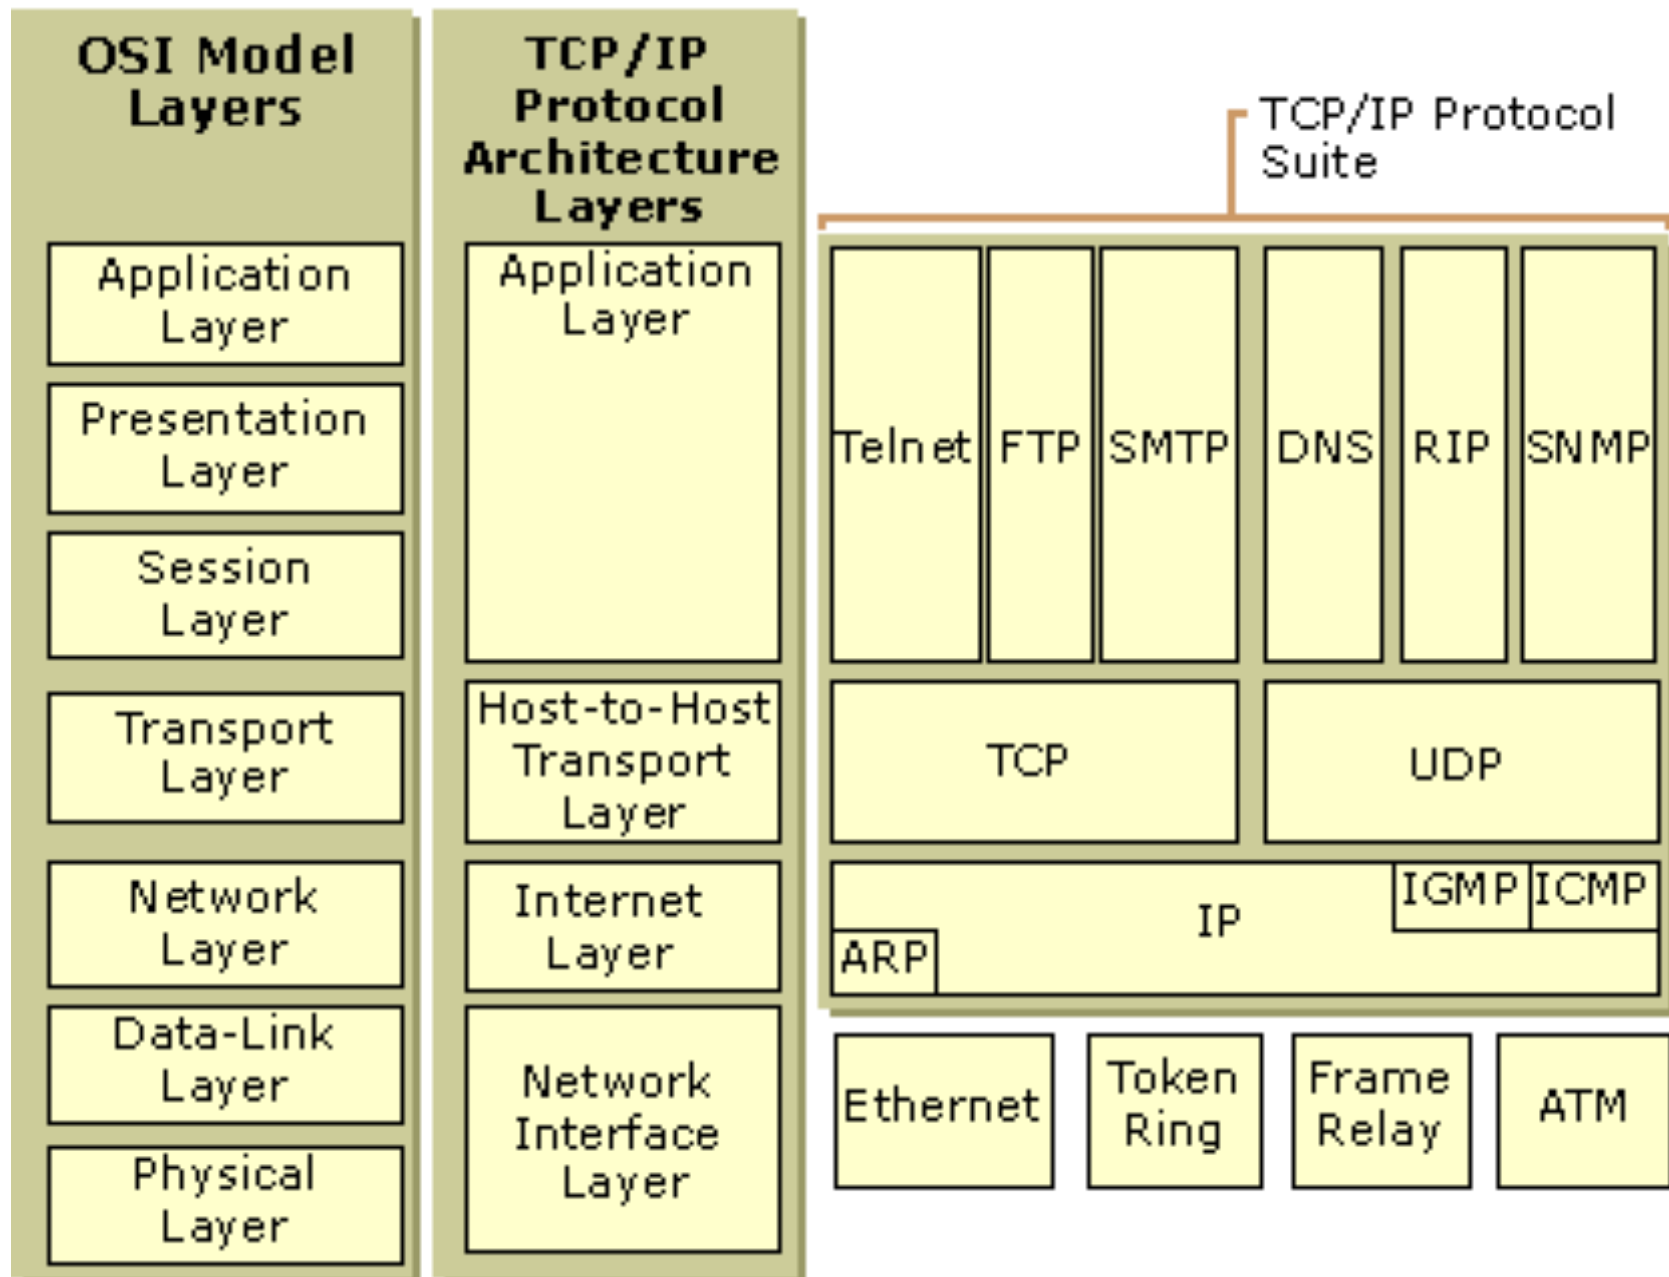 OSI Model
Layers
Application
Layer
Presentation
Layer
Session
Layer
Transport
Layer
Network
Layer
Data-Link
Layer
Physical
Layer
TCP/IP
Protocol
Architecture
Layers
Application
Layer
Host-to-Host
Transport
Layer
Internet
Layer
Network
Interface
Layer
TCP/IP Protocol
Suite
Telnet
FTP
SMTP
DNS
RIP
SNMP
TCP
UDP
IP
IGMP
ICMP
ARP
Ethernet
Token
Ring
Frame
Relay
ATM